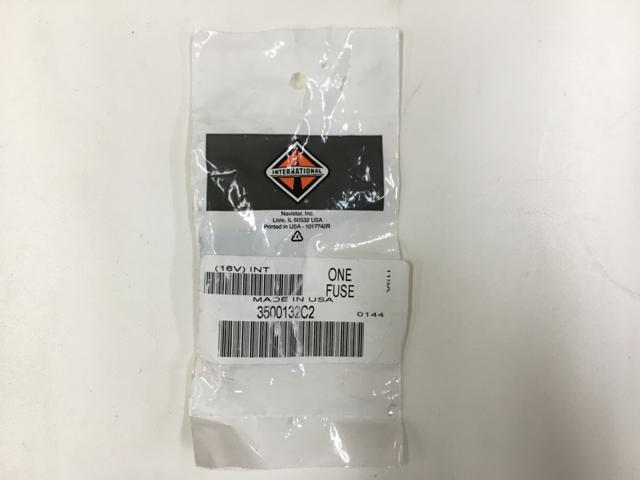 INTERNATIONAL
Navistar, Inc.
Lisle, IL 60532 USA
Printed in USA - 1017742R
(16V) INT
ONE
FUSE
I19A
MADE IN USA
3500132C2
0144